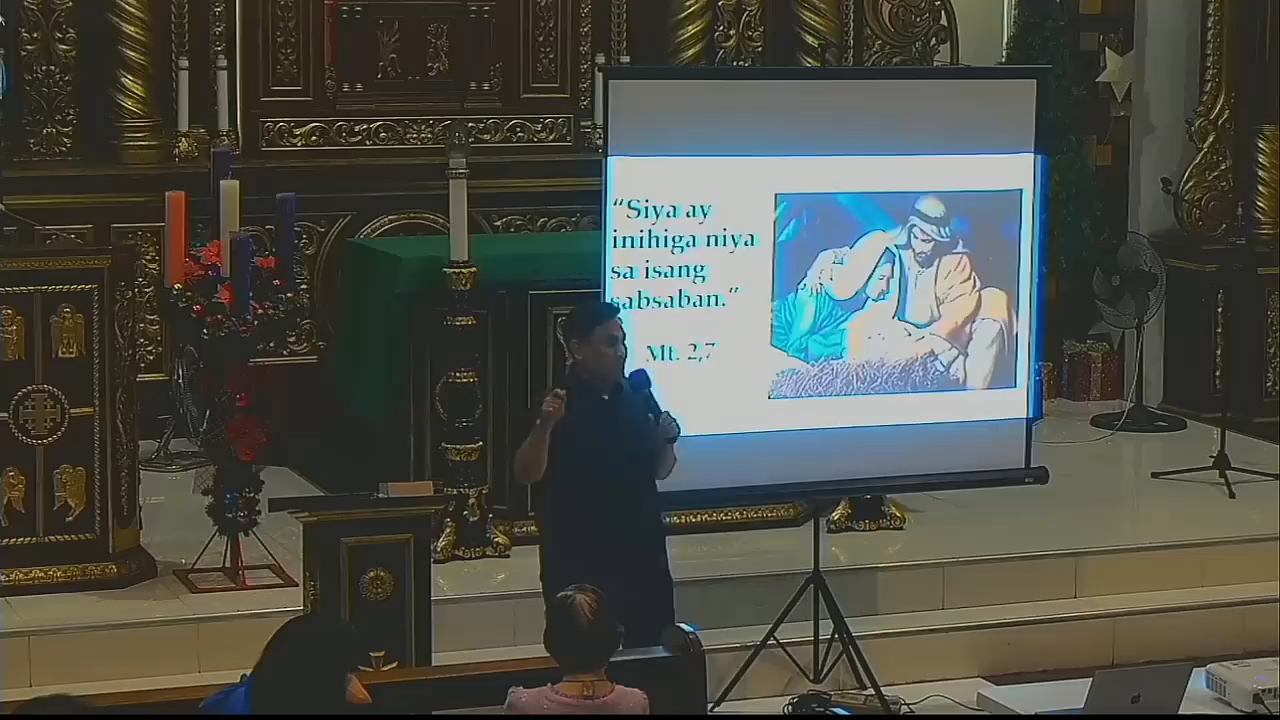 “Siya ay
inihiga niya
sa isang
sabsaban.”
Mt. 2,7